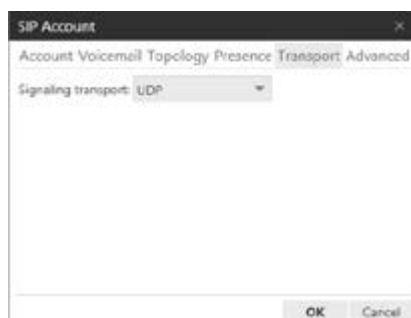 SIP Account
Account Voicemail Topology Presence Transport Advanced
Signaling transport: UDP
OK Cancel